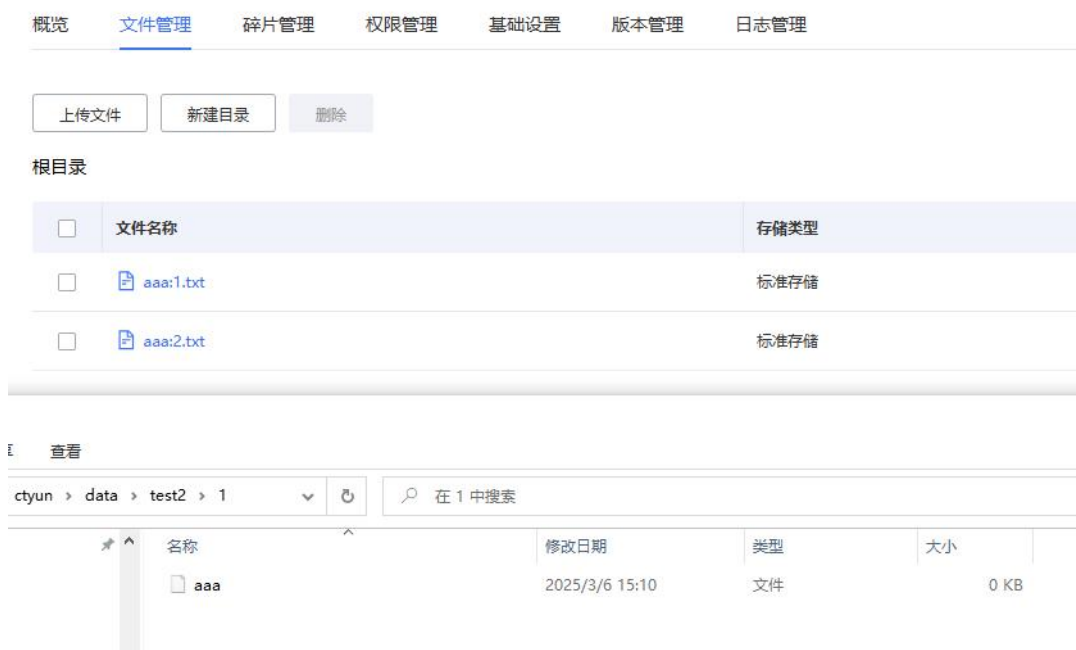 概览 文件管理 碎片管理 权限管理 基础设置 版本管理 日志管理
上传文件 新建目录 删除
根目录
文件名称 存储类型
aaa:1.txt 标准存储
aaa:2.txt 标准存储
查看
ctyun > data > test2 > 1 在 1 中搜索
名称 修改日期 类型 大小
aaa 2025/3/6 15:10 文件 0 KB